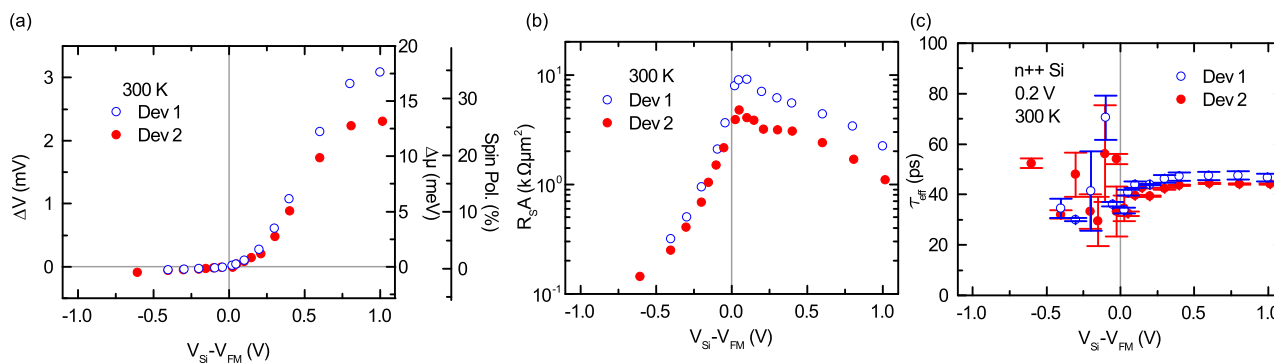 (a)
ΔV (mV)
3
2
1
0
300 K
Dev 1
Dev 2
-1.0 -0.5 0.0 0.5 1.0
V_Si-V_FM (V)
20
15
10
5
0
Δμ (meV)
30
20
10
0
Spin Pol. (%)
(b)
R_SA (kΩμm²)
10¹
10⁰
10⁻¹
300 K
Dev 1
Dev 2
-1.0 -0.5 0.0 0.5 1.0
V_Si-V_FM (V)
(c)
τ_eff (ps)
100
80
60
40
20
0
n++ Si
0.2 V
300 K
Dev 1
Dev 2
-1.0 -0.5 0.0 0.5 1.0
V_Si-V_FM (V)